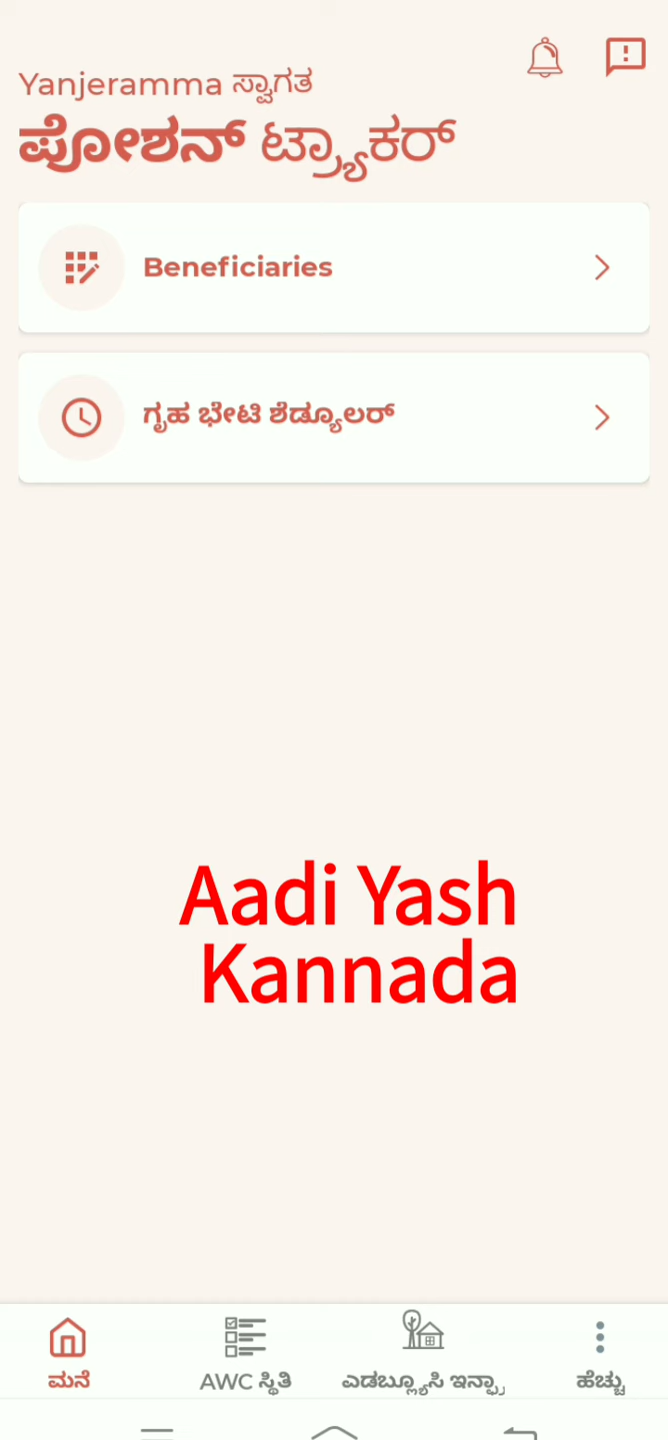 Yanjeramma ಸ್ವಾಗತ
ಪೋಶನ್ ಟ್ರ್ಯಾಕರ್
Beneficiaries
ಗೃಹ ಭೇಟಿ ಶೆಡ್ಯೂಲರ್
Aadi Yash
Kannada
ಮನೆ
AWC ಸ್ಥಿತಿ
ಎಡಬ್ಲ್ಯೂಸಿ ಇನ್ಫ್ರಾ
ಹೆಚ್ಚು